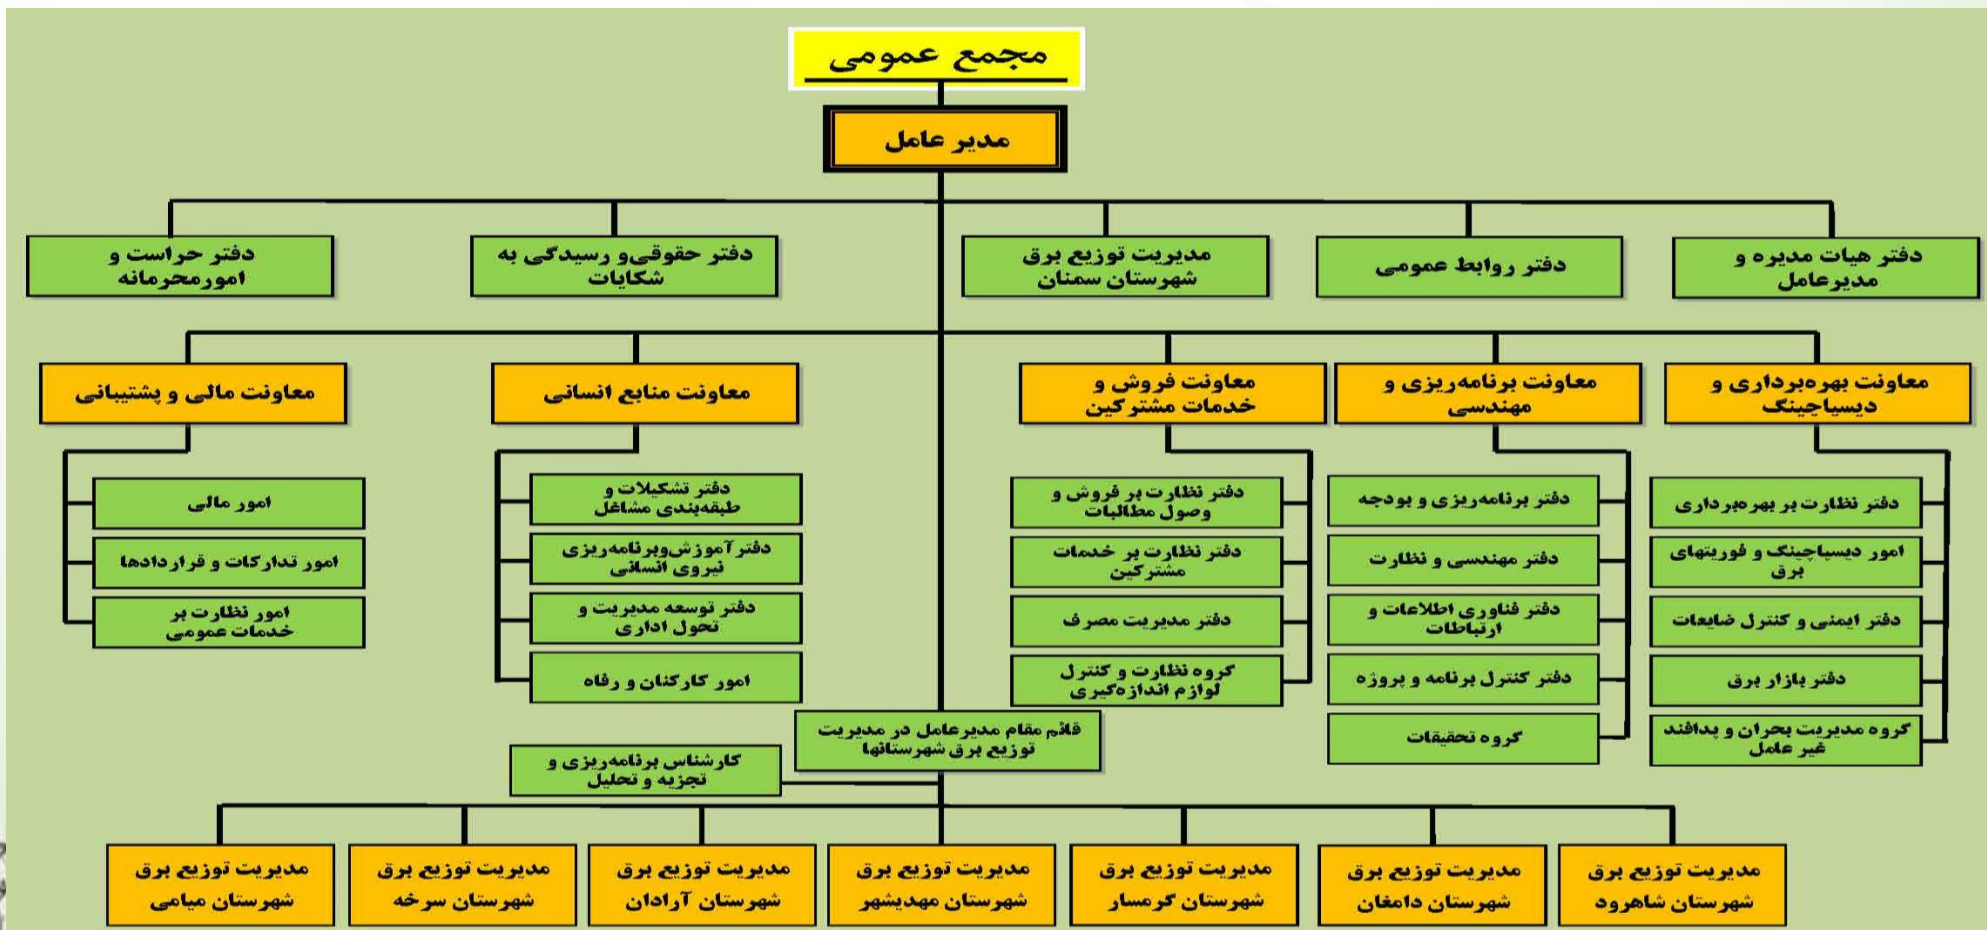 مجمع عمومی
مدیر عامل
دفتر هیات مدیره و
مدیرعامل
دفتر روابط عمومی
مدیریت توزیع برق
شهرستان سمنان
دفتر حقوقی‌و رسیدگی به
شکایات
دفتر حراست و
امورمحرمانه
معاونت بهره‌برداری و
دیسپاچینگ
معاونت برنامه‌ریزی و
مهندسی
معاونت فروش و
خدمات مشترکین
معاونت منابع انسانی
معاونت مالی و پشتیبانی
دفتر نظارت بر بهره‌برداری
امور دیسپاچینگ و فوریتهای
برق
دفتر ایمنی و کنترل ضایعات
دفتر بازار برق
گروه مدیریت بحران و پدافند
غیر عامل
دفتر برنامه‌ریزی و بودجه
دفتر مهندسی و نظارت
دفتر فناوری اطلاعات و
ارتباطات
دفتر کنترل برنامه و پروژه
گروه تحقیقات
دفتر نظارت بر فروش و
وصول مطالبات
دفتر نظارت بر خدمات
مشترکین
دفتر مدیریت مصرف
گروه نظارت و کنترل
لوازم اندازه‌گیری
دفتر تشکیلات و
طبقه‌بندی مشاغل
دفترآموزش‌وبرنامه‌ریزی
نیروی انسانی
دفتر توسعه مدیریت و
تحول اداری
امور کارکنان و رفاه
امور مالی
امور تدارکات و قراردادها
امور نظارت بر
خدمات عمومی
قائم مقام مدیرعامل در مدیریت
توزیع برق شهرستانها
کارشناس برنامه‌ریزی و
تجزیه و تحلیل
مدیریت توزیع برق
شهرستان شاهرود
مدیریت توزیع برق
شهرستان دامغان
مدیریت توزیع برق
شهرستان گرمسار
مدیریت توزیع برق
شهرستان مهدیشهر
مدیریت توزیع برق
شهرستان آرادان
مدیریت توزیع برق
شهرستان سرخه
مدیریت توزیع برق
شهرستان میامی